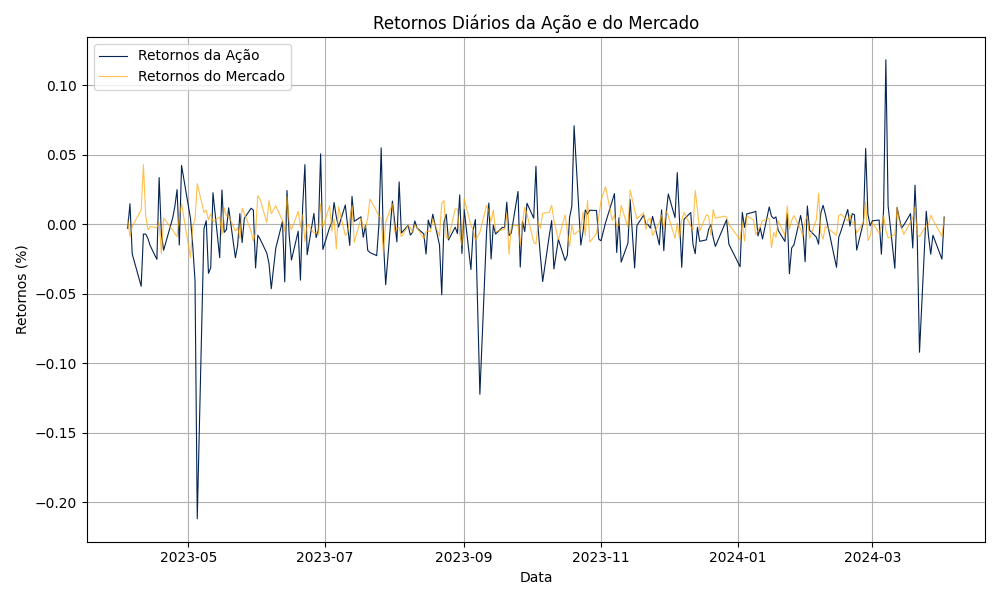 Retornos Diários da Ação e do Mercado
Retornos da Ação
Retornos do Mercado
Retornos (%)
0.10
0.05
0.00
−0.05
−0.10
−0.15
−0.20
2023-05
2023-07
2023-09
2023-11
2024-01
2024-03
Data